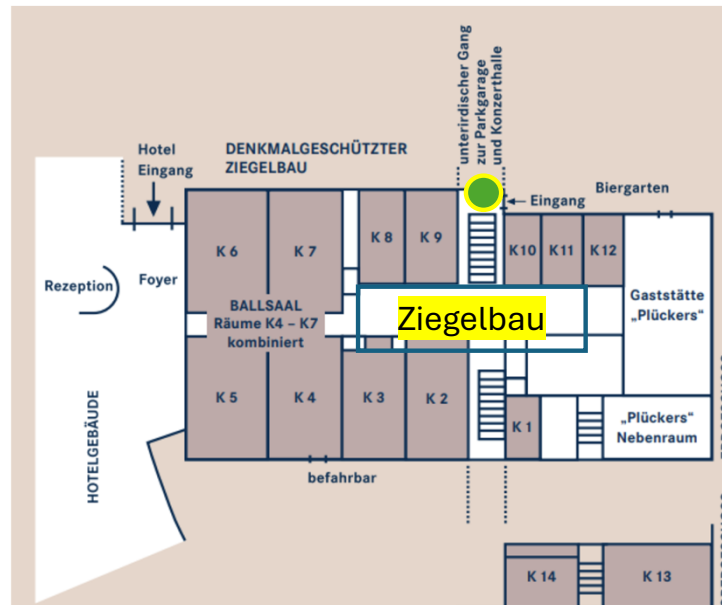 unterirdischer Gang
zur Parkgarage
und Konzerthalle
Hotel
Eingang
DENKMALGESCHÜTZTER
ZIEGELBAU
Eingang
Biergarten
K 6
K 7
K 8
K 9
K10
K11
K12
Rezeption
Foyer
BALLSAAL
Räume K4 – K7
kombiniert
Ziegelbau
Gaststätte
„Plückers“
K 5
K 4
K 3
K 2
K 1
„Plückers“
Nebenraum
HOTELGEBÄUDE
befahrbar
K 14
K 13